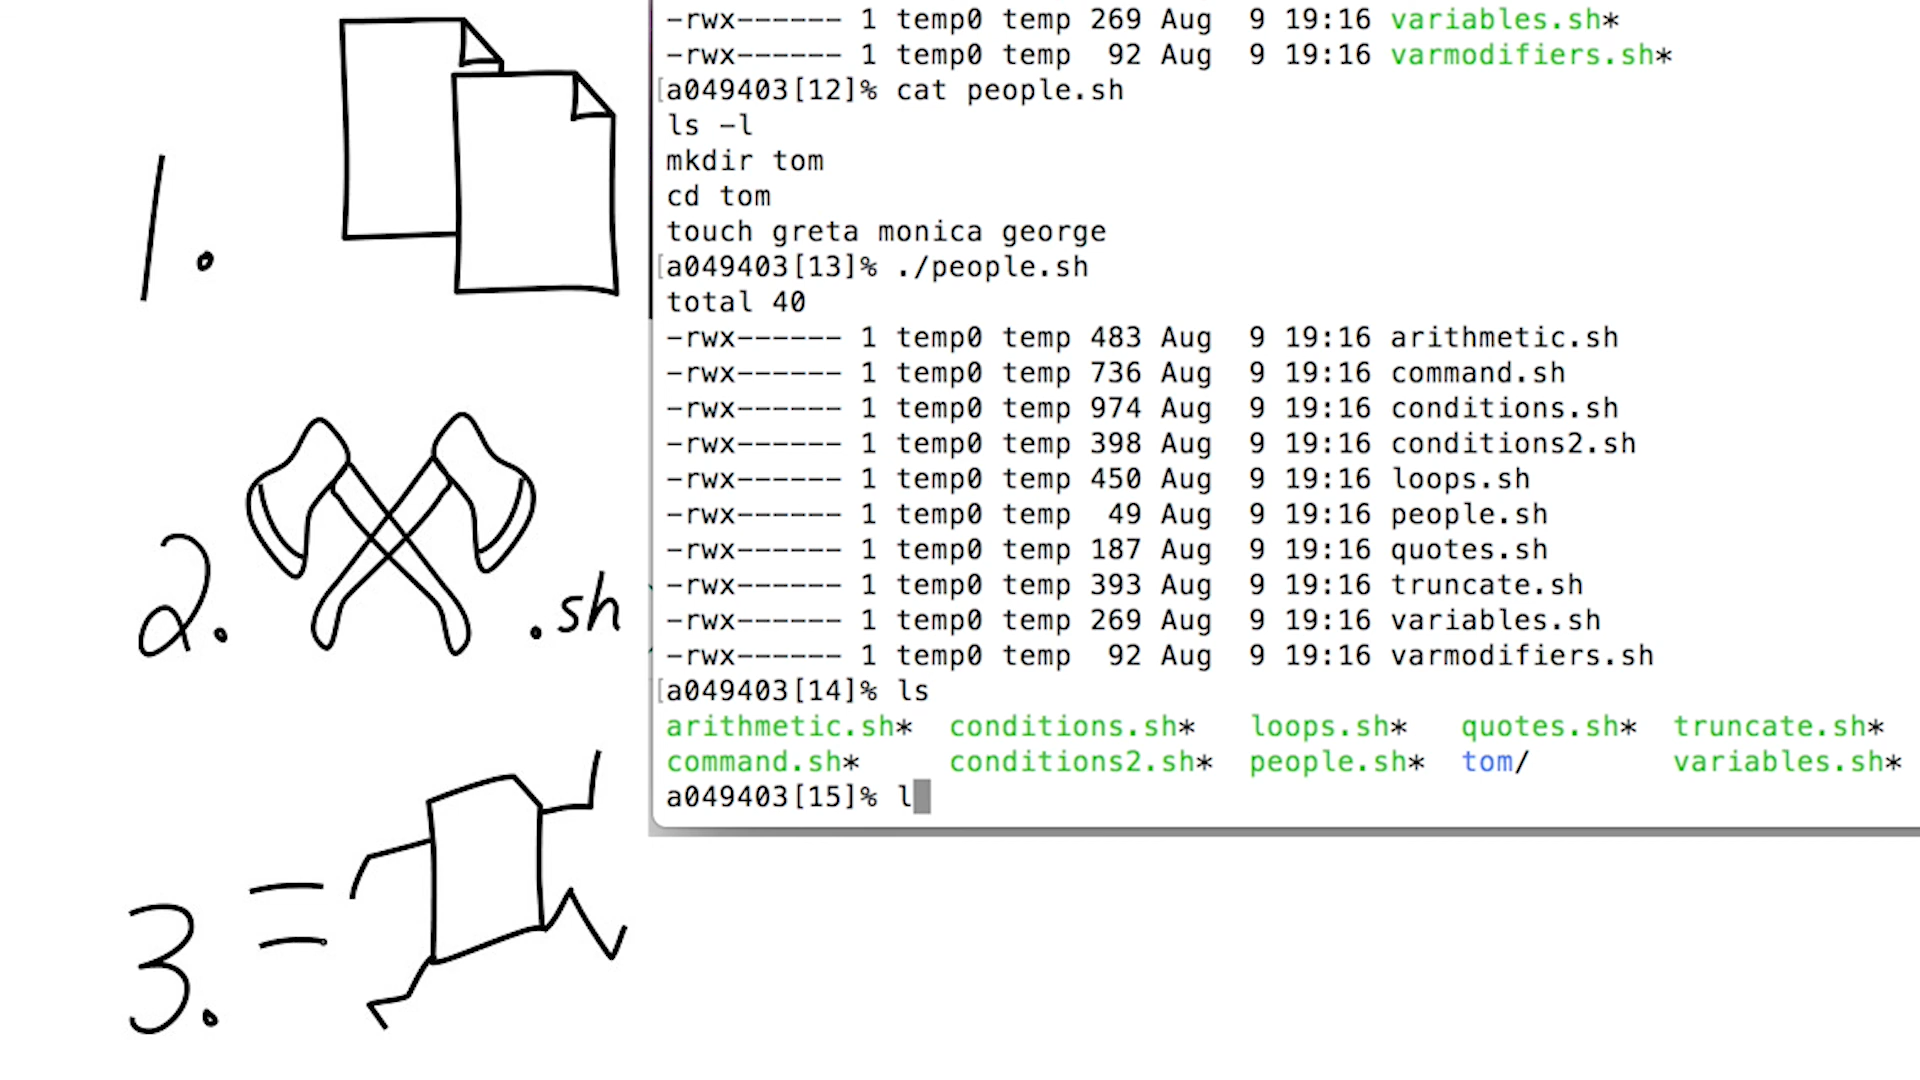 1.
2. .sh
3.
-rwx------ 1 temp0 temp 269 Aug  9 19:16 variables.sh*
-rwx------ 1 temp0 temp  92 Aug  9 19:16 varmodifiers.sh*
[a049403[12]% cat people.sh
ls -l
mkdir tom
cd tom
touch greta monica george
[a049403[13]% ./people.sh
total 40
-rwx------ 1 temp0 temp 483 Aug  9 19:16 arithmetic.sh
-rwx------ 1 temp0 temp 736 Aug  9 19:16 command.sh
-rwx------ 1 temp0 temp 974 Aug  9 19:16 conditions.sh
-rwx------ 1 temp0 temp 398 Aug  9 19:16 conditions2.sh
-rwx------ 1 temp0 temp 450 Aug  9 19:16 loops.sh
-rwx------ 1 temp0 temp  49 Aug  9 19:16 people.sh
-rwx------ 1 temp0 temp 187 Aug  9 19:16 quotes.sh
-rwx------ 1 temp0 temp 393 Aug  9 19:16 truncate.sh
-rwx------ 1 temp0 temp 269 Aug  9 19:16 variables.sh
-rwx------ 1 temp0 temp  92 Aug  9 19:16 varmodifiers.sh
[a049403[14]% ls
arithmetic.sh*  conditions.sh*   loops.sh*   quotes.sh*  truncate.sh*
command.sh*     conditions2.sh*  people.sh*  tom/        variables.sh*
a049403[15]% l